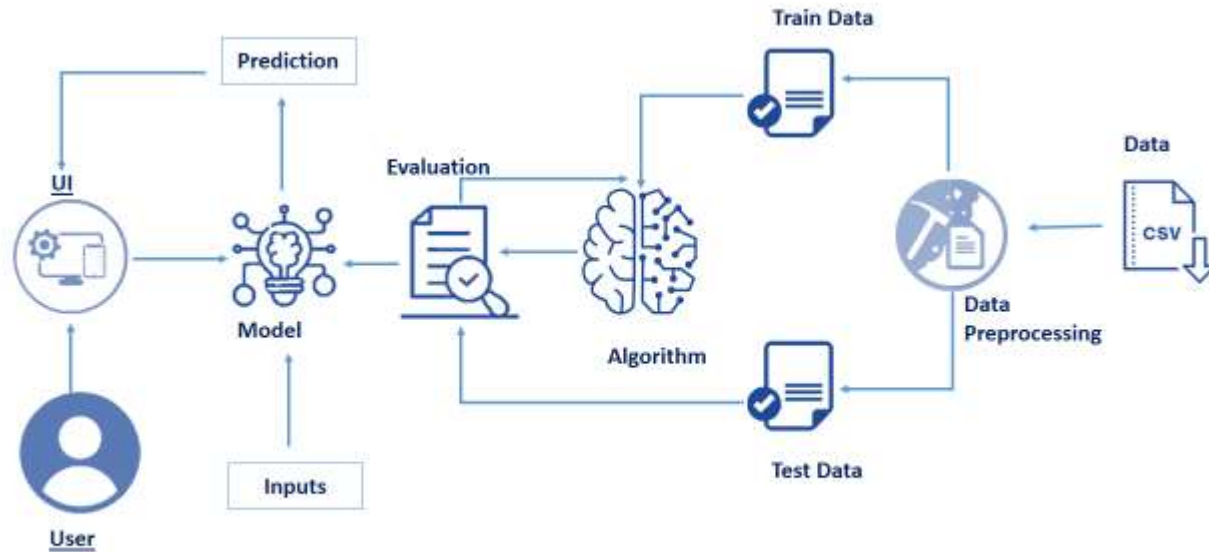 Train Data
Prediction
Data
Evaluation
UI
CSV
Model
Data
Preprocessing
Algorithm
Test Data
Inputs
User